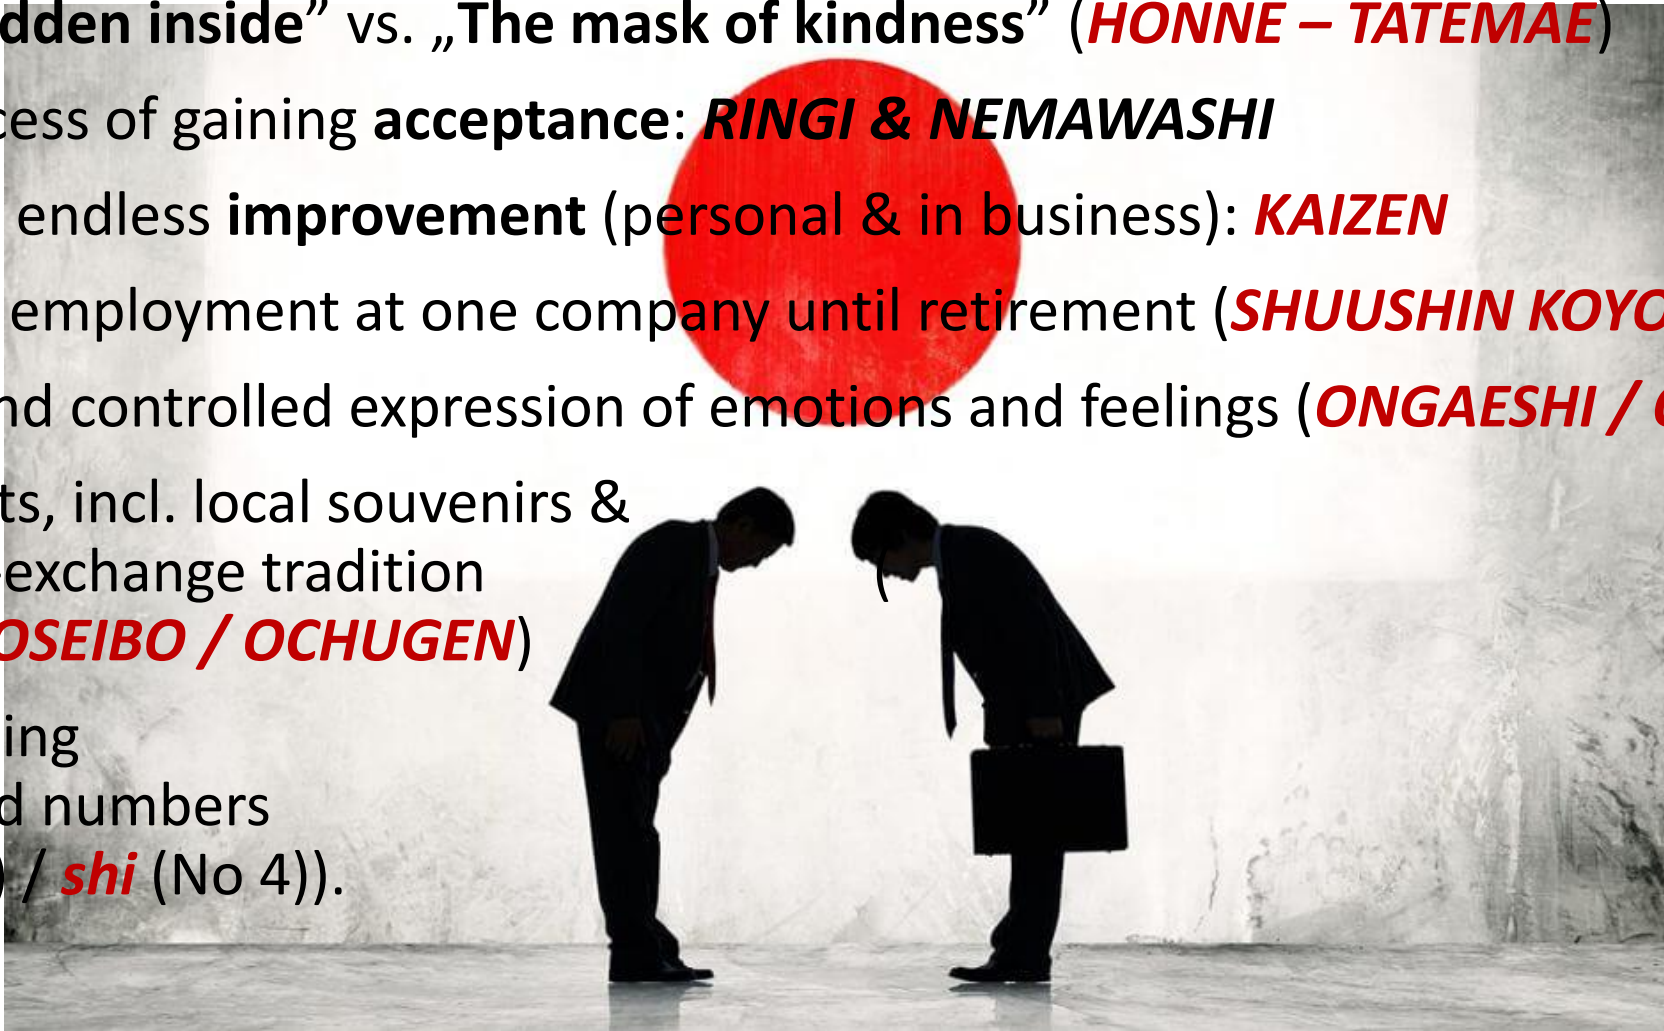 dden inside” vs. „The mask of kindness” (HONNE – TATEMAE)
cess of gaining acceptance: RINGI & NEMAWASHI
endless improvement (personal & in business): KAIZEN
employment at one company until retirement (SHUUSHIN KOYO
nd controlled expression of emotions and feelings (ONGAESHI /
ts, incl. local souvenirs &
-exchange tradition (
OSEIBO / OCHUGEN)
ing
d numbers
) / shi (No 4)).